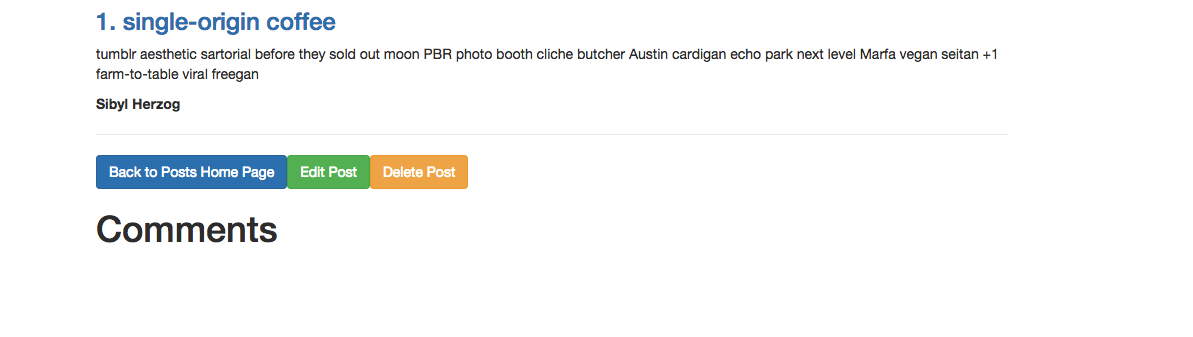 1. single-origin coffee
tumblr aesthetic sartorial before they sold out moon PBR photo booth cliche butcher Austin cardigan echo park next level Marfa vegan seitan +1
farm-to-table viral freegan
Sibyl Herzog
Back to Posts Home Page Edit Post Delete Post
Comments